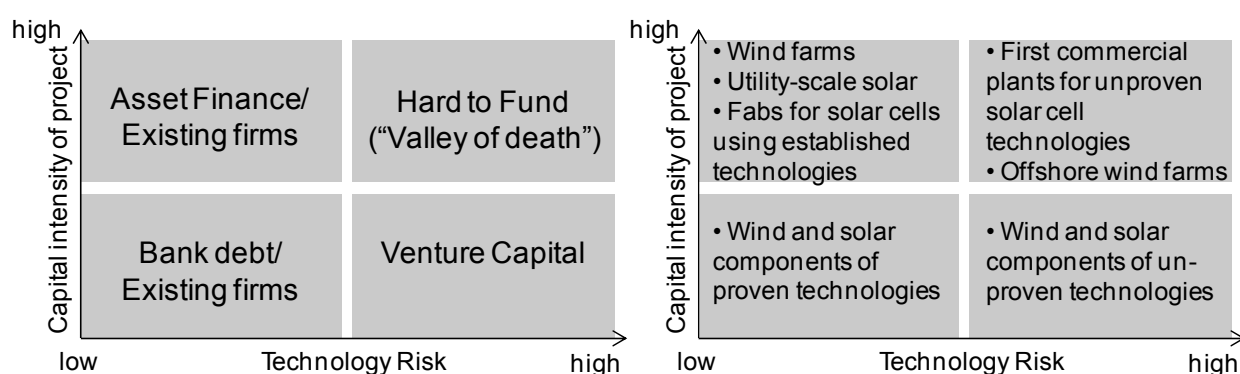 high
Capital intensity of project
Asset Finance/
Existing firms
Hard to Fund
(“Valley of death”)
Bank debt/
Existing firms
Venture Capital
low
Technology Risk
high
high
Capital intensity of project
• Wind farms
• Utility-scale solar
• Fabs for solar cells
using established
technologies
• First commercial
plants for unproven
solar cell
technologies
• Offshore wind farms
• Wind and solar
components of
proven technologies
• Wind and solar
components of un-
proven technologies
low
Technology Risk
high